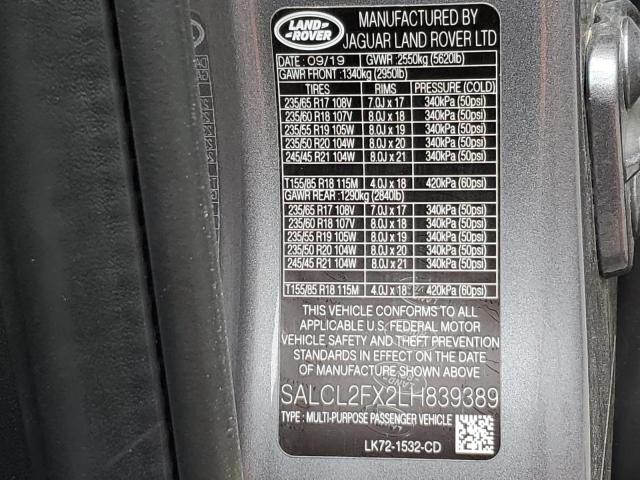 LAND ROVER
MANUFACTURED BY
JAGUAR LAND ROVER LTD
DATE : 09/19 GVWR : 2550kg (5620lb)
GAWR FRONT : 1340kg (2950lb)
TIRES RIMS PRESSURE (COLD)
235/65 R17 108V 7.0J x 17 340kPa (50psi)
235/60 R18 107V 8.0J x 18 340kPa (50psi)
235/55 R19 105W 8.0J x 19 340kPa (50psi)
235/50 R20 104W 8.0J x 20 340kPa (50psi)
245/45 R21 104W 8.0J x 21 340kPa (50psi)
T155/85 R18 115M 4.0J x 18 420kPa (60psi)
GAWR REAR : 1290kg (2840lb)
235/65 R17 108V 7.0J x 17 340kPa (50psi)
235/60 R18 107V 8.0J x 18 340kPa (50psi)
235/55 R19 105W 8.0J x 19 340kPa (50psi)
235/50 R20 104W 8.0J x 20 340kPa (50psi)
245/45 R21 104W 8.0J x 21 340kPa (50psi)
T155/85 R18 115M 4.0J x 18 420kPa (60psi)
THIS VEHICLE CONFORMS TO ALL
APPLICABLE U.S. FEDERAL MOTOR
VEHICLE SAFETY AND THEFT PREVENTION
STANDARDS IN EFFECT ON THE DATE
OF MANUFACTURE SHOWN ABOVE
SALCL2FX2LH839389
TYPE : MULTI-PURPOSE PASSENGER VEHICLE
LK72-1532-CD